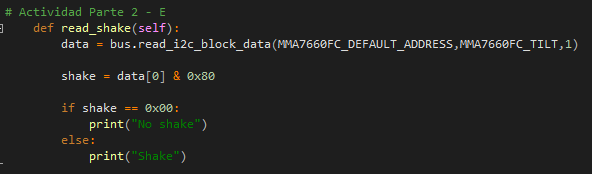 # Actividad Parte 2 - E
def read_shake(self):
data = bus.read_i2c_block_data(MMA7660FC_DEFAULT_ADDRESS,MMA7660FC_TILT,1)
shake = data[0] & 0x80
if shake == 0x00:
print("No shake")
else:
print("Shake")